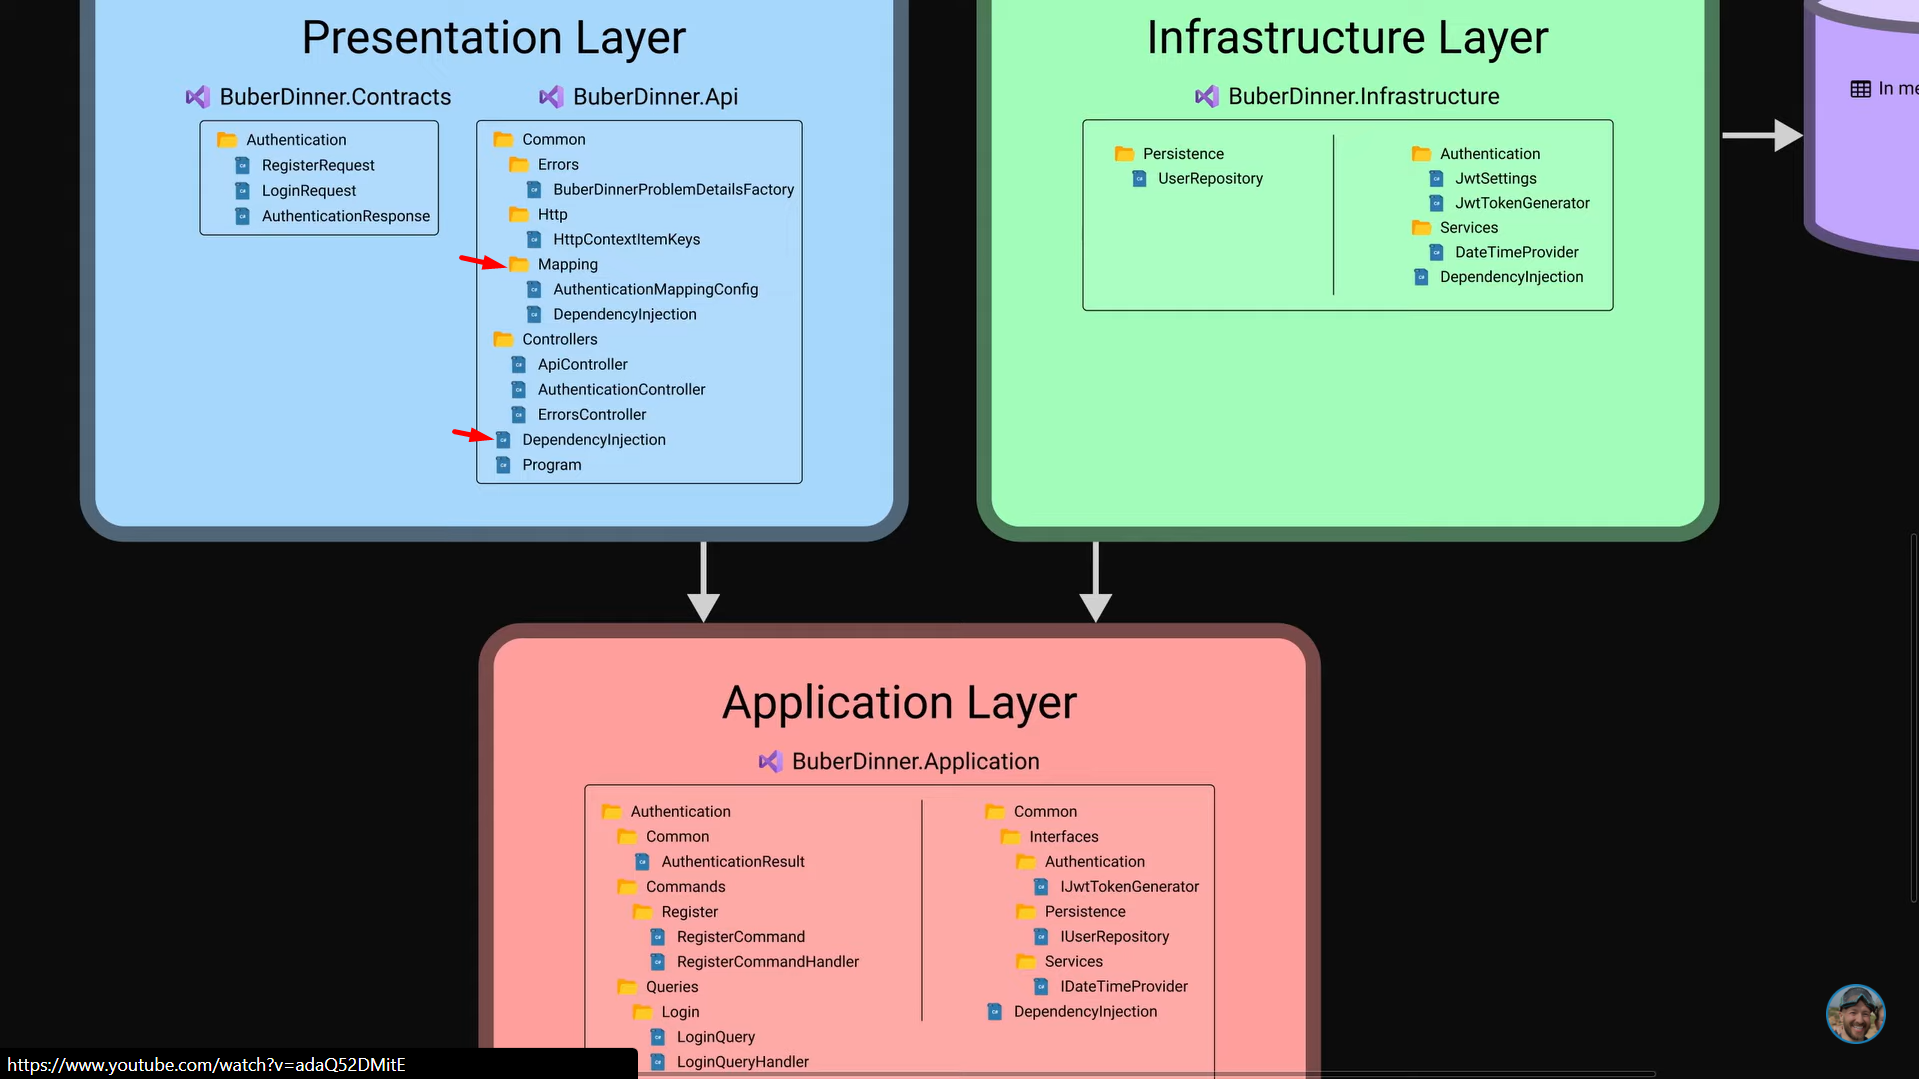 Presentation Layer
BuberDinner.Contracts
Authentication
RegisterRequest
LoginRequest
AuthenticationResponse
BuberDinner.Api
Common
Errors
BuberDinnerProblemDetailsFactory
Http
HttpContextItemKeys
Mapping
AuthenticationMappingConfig
DependencyInjection
Controllers
ApiController
AuthenticationController
ErrorsController
DependencyInjection
Program
Infrastructure Layer
BuberDinner.Infrastructure
Persistence
UserRepository
Authentication
JwtSettings
JwtTokenGenerator
Services
DateTimeProvider
DependencyInjection
In me
Application Layer
BuberDinner.Application
Authentication
Common
AuthenticationResult
Commands
Register
RegisterCommand
RegisterCommandHandler
Queries
Login
LoginQuery
LoginQueryHandler
Common
Interfaces
Authentication
IJwtTokenGenerator
Persistence
IUserRepository
Services
IDateTimeProvider
DependencyInjection
https://www.youtube.com/watch?v=adaQ52DMitE